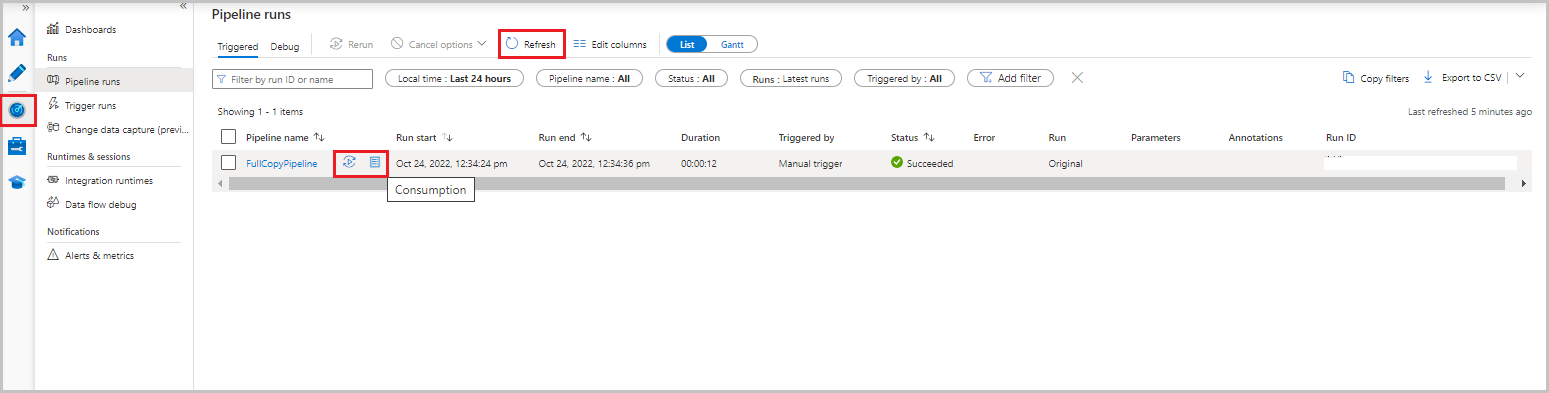 »
«
Dashboards
Runs
Pipeline runs
Trigger runs
Change data capture (previ...
Runtimes & sessions
Integration runtimes
Data flow debug
Notifications
Alerts & metrics
Pipeline runs
Triggered Debug Rerun Cancel options Refresh Edit columns List Gantt
Filter by run ID or name Local time : Last 24 hours Pipeline name : All Status : All Runs : Latest runs Triggered by : All Add filter Copy filters Export to CSV
Showing 1 - 1 items Last refreshed 5 minutes ago
Pipeline name Run start Run end Duration Triggered by Status Error Run Parameters Annotations Run ID
FullCopyPipeline Oct 24, 2022, 12:34:24 pm Oct 24, 2022, 12:34:36 pm 00:00:12 Manual trigger Succeeded Original
Consumption